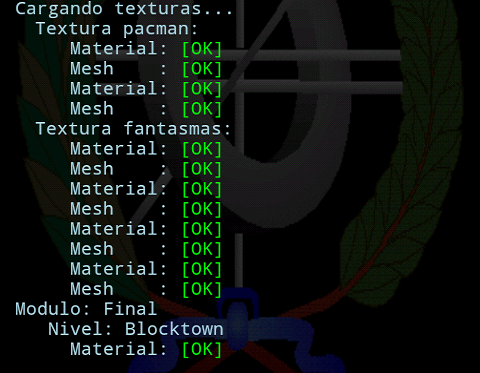 Cargando texturas...
Textura pacman:
Material: [OK]
Mesh : [OK]
Material: [OK]
Mesh : [OK]
Textura fantasmas:
Material: [OK]
Mesh : [OK]
Material: [OK]
Mesh : [OK]
Material: [OK]
Mesh : [OK]
Material: [OK]
Mesh : [OK]
Modulo: Final
Nivel: Blocktown
Material: [OK]